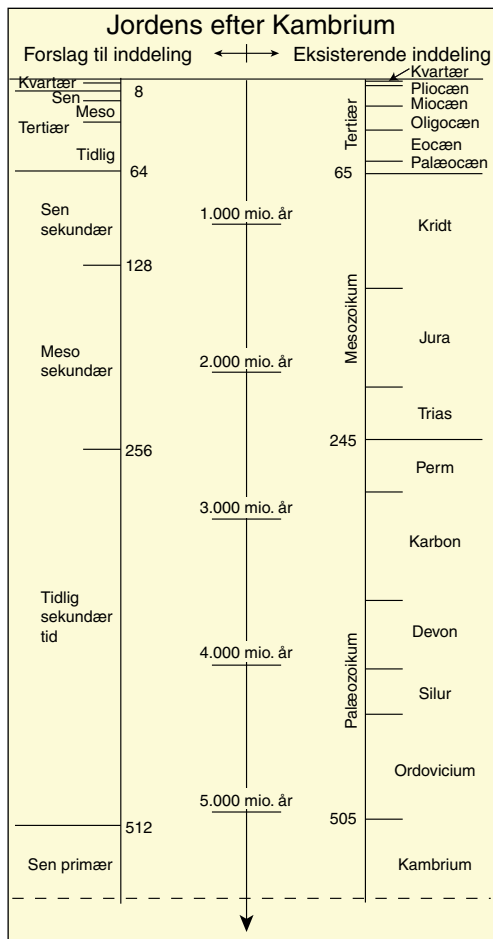 Jordens efter Kambrium
Forslag til inddeling
Eksisterende inddeling
Kvartær
8
Sen
Meso
Tertiær
Tidlig
64
Sen
sekundær
128
Meso
sekundær
256
Tidlig
sekundær
tid
512
Sen primær
1.000 mio. år
2.000 mio. år
3.000 mio. år
4.000 mio. år
5.000 mio. år
Tertiær
65
Mesozoikum
245
Palæozoikum
505
Kvartær
Pliocæn
Miocæn
Oligocæn
Eocæn
Palæocæn
Kridt
Jura
Trias
Perm
Karbon
Devon
Silur
Ordovicium
Kambrium